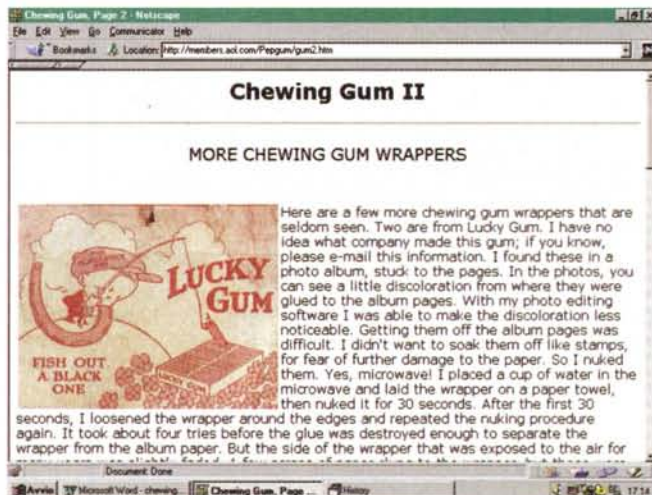 Chewing Gum, Page 2 - Netscape
File Edit View Go Communicator Help
Bookmarks Location: http://members.aol.com/Pepgum/gum2.htm
Chewing Gum II
MORE CHEWING GUM WRAPPERS
LUCKY
GUM
FISH OUT
A BLACK
ONE
LUCKY GUM
Here are a few more chewing gum wrappers that are
seldom seen. Two are from Lucky Gum. I have no
idea what company made this gum; if you know,
please e-mail this information. I found these in a
photo album, stuck to the pages. In the photos, you
can see a little discoloration from where they were
glued to the album pages. With my photo editing
software I was able to make the discoloration less
noticeable. Getting them off the album pages was
difficult. I didn't want to soak them off like stamps,
for fear of further damage to the paper. So I nuked
them. Yes, microwave! I placed a cup of water in the
microwave and laid the wrapper on a paper towel,
then nuked it for 30 seconds. After the first 30
seconds, I loosened the wrapper around the edges and repeated the nuking procedure
again. It took about four tries before the glue was destroyed enough to separate the
wrapper from the album paper. But the side of the wrapper that was exposed to the air for
Document: Done
Avvio Microsoft Word - chewing... Chewing Gum, Page ... History 17.14